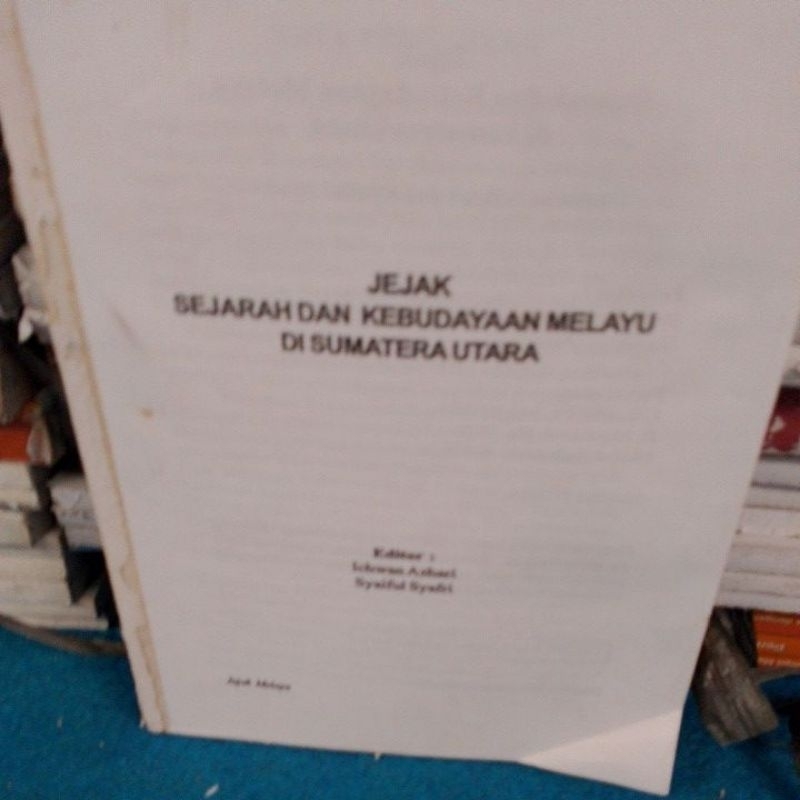 JEJAK
SEJARAH DAN KEBUDAYAAN MELAYU
DI SUMATERA UTARA
Editor :
Ichwan Azhari
Syaiful Syafri